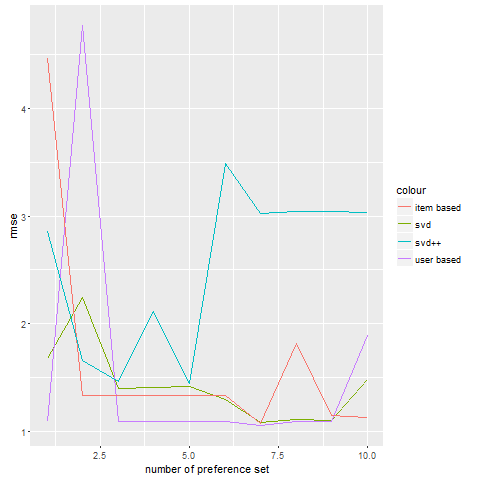 rmse
4
3
2
1
2.5
5.0
7.5
10.0
number of preference set
colour
item based
svd
svd++
user based